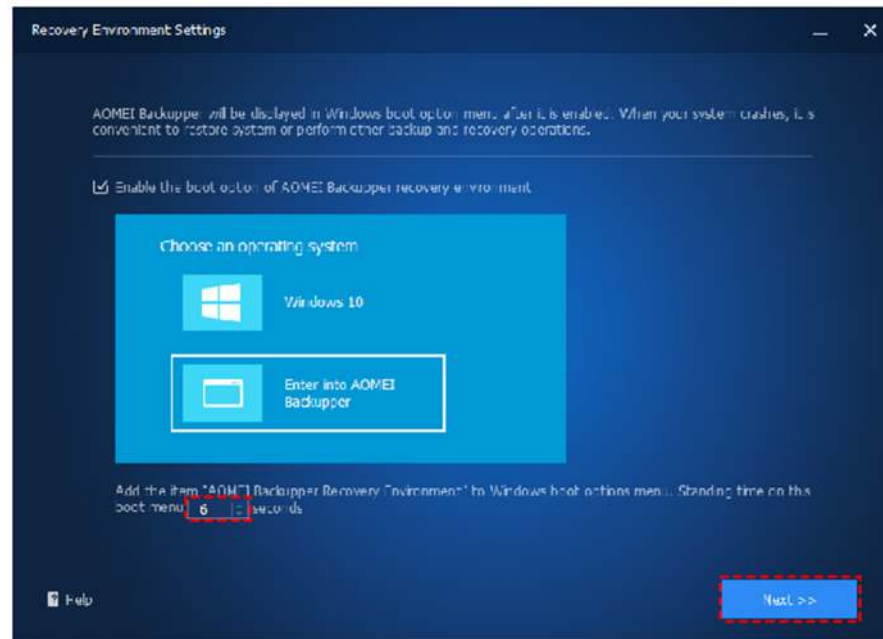 Recovery Environment Settings
AOMEI Backupper will be displayed in Windows boot option menu after it is enabled. When your system crashes, it is
convenient to restore system or perform other backup and recovery operations.
Enable the boot option of AOMEI Backupper recovery environment
Choose an operating system
Windows 10
Enter into AOMEI
Backupper
Add the item "AOMEI Backupper Recovery Environment" to Windows boot options menu. Standing time on this
boot menu 6 seconds
Help
Next >>